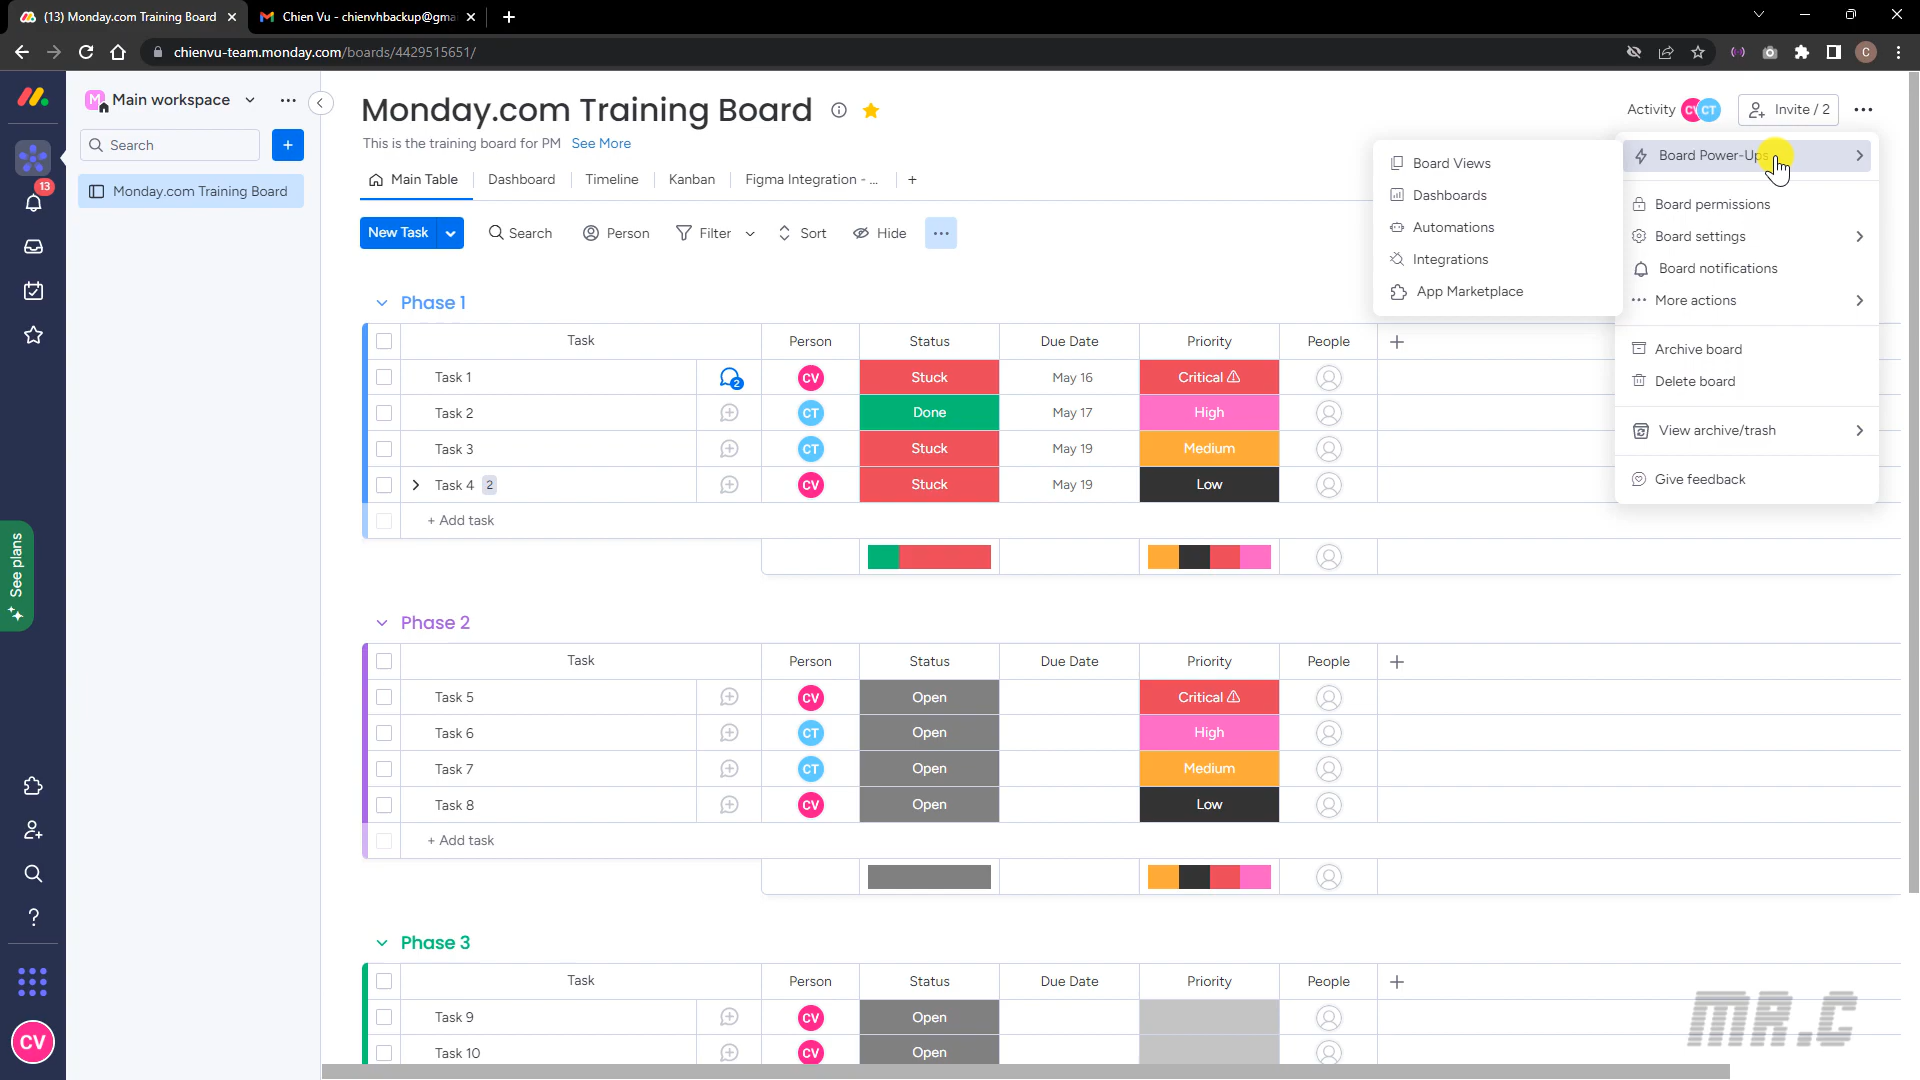 (13) Monday.com Training Board
Chien Vu - chienvhbackup@gma
chienvu-team.monday.com/boards/4429515651/
C
M
Main workspace
Search
+
Monday.com Training Board
13
See plans
CV
Monday.com Training Board
This is the training board for PM See More
Activity
CT
Invite / 2
Main Table
Dashboard
Timeline
Kanban
Figma Integration - ...
+
New Task
Search
Person
Filter
Sort
Hide
Board Views
Dashboards
Automations
Integrations
App Marketplace
Board Power-Ups
Board permissions
Board settings
Board notifications
More actions
Archive board
Delete board
View archive/trash
Give feedback
Phase 1
Task Person Status Due Date Priority People
Task 1 2 CV Stuck May 16 Critical
Task 2 CT Done May 17 High
Task 3 CT Stuck May 19 Medium
Task 4 2 CV Stuck May 19 Low
+ Add task
Phase 2
Task Person Status Due Date Priority People
Task 5 CV Open Critical
Task 6 CT Open High
Task 7 CT Open Medium
Task 8 CV Open Low
+ Add task
Phase 3
Task Person Status Due Date Priority People
Task 9 CV Open
Task 10 CV Open
MR.C